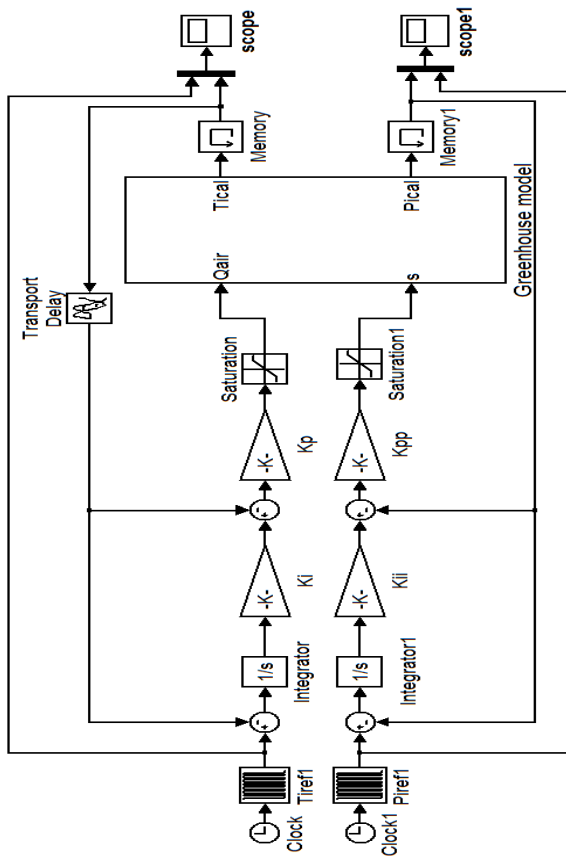 Clock
Tiref1
Integrator
1/s
Ki
-K-
Kp
-K-
Saturation
Transport
Delay
Qair
Tical
Memory
scope
Clock1
Piref1
Integrator1
1/s
Kii
-K-
Kpp
-K-
Saturation1
s
Pical
Memory1
scope1
Greenhouse model